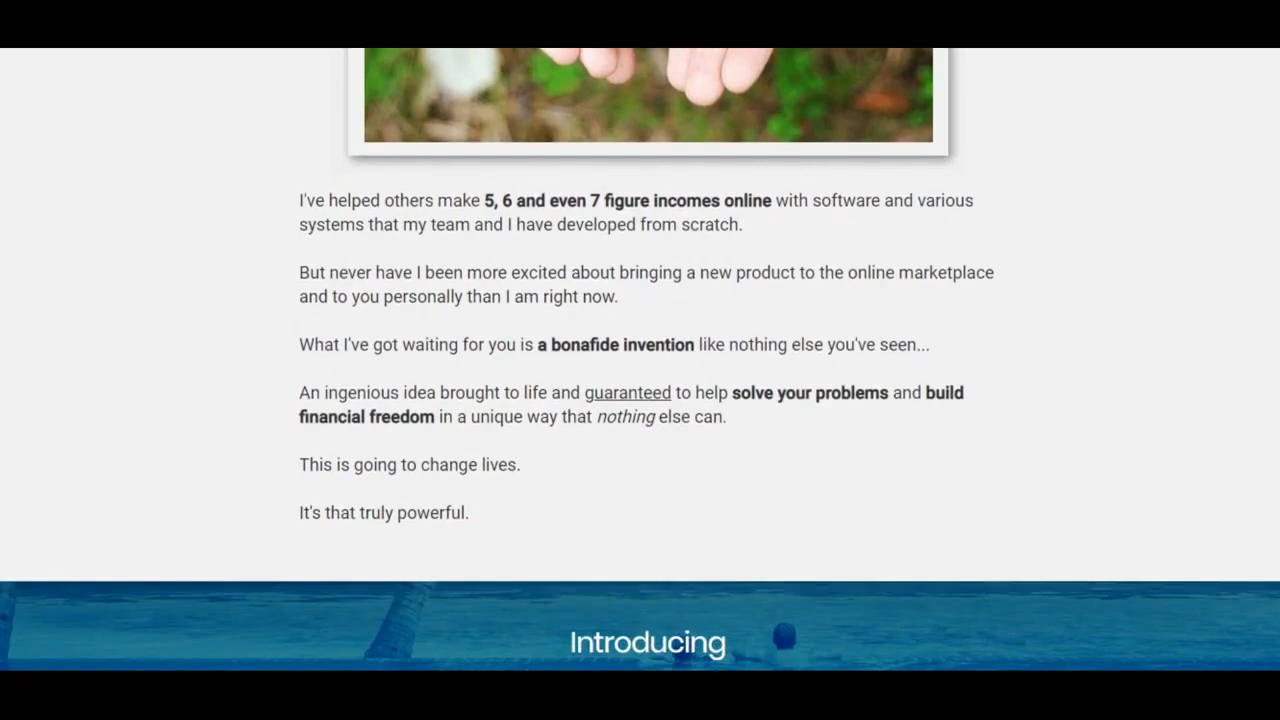 I've helped others make 5, 6 and even 7 figure incomes online with software and various
systems that my team and I have developed from scratch.
But never have I been more excited about bringing a new product to the online marketplace
and to you personally than I am right now.
What I've got waiting for you is a bonafide invention like nothing else you've seen...
An ingenious idea brought to life and guaranteed to help solve your problems and build
financial freedom in a unique way that nothing else can.
This is going to change lives.
It's that truly powerful.
Introducing